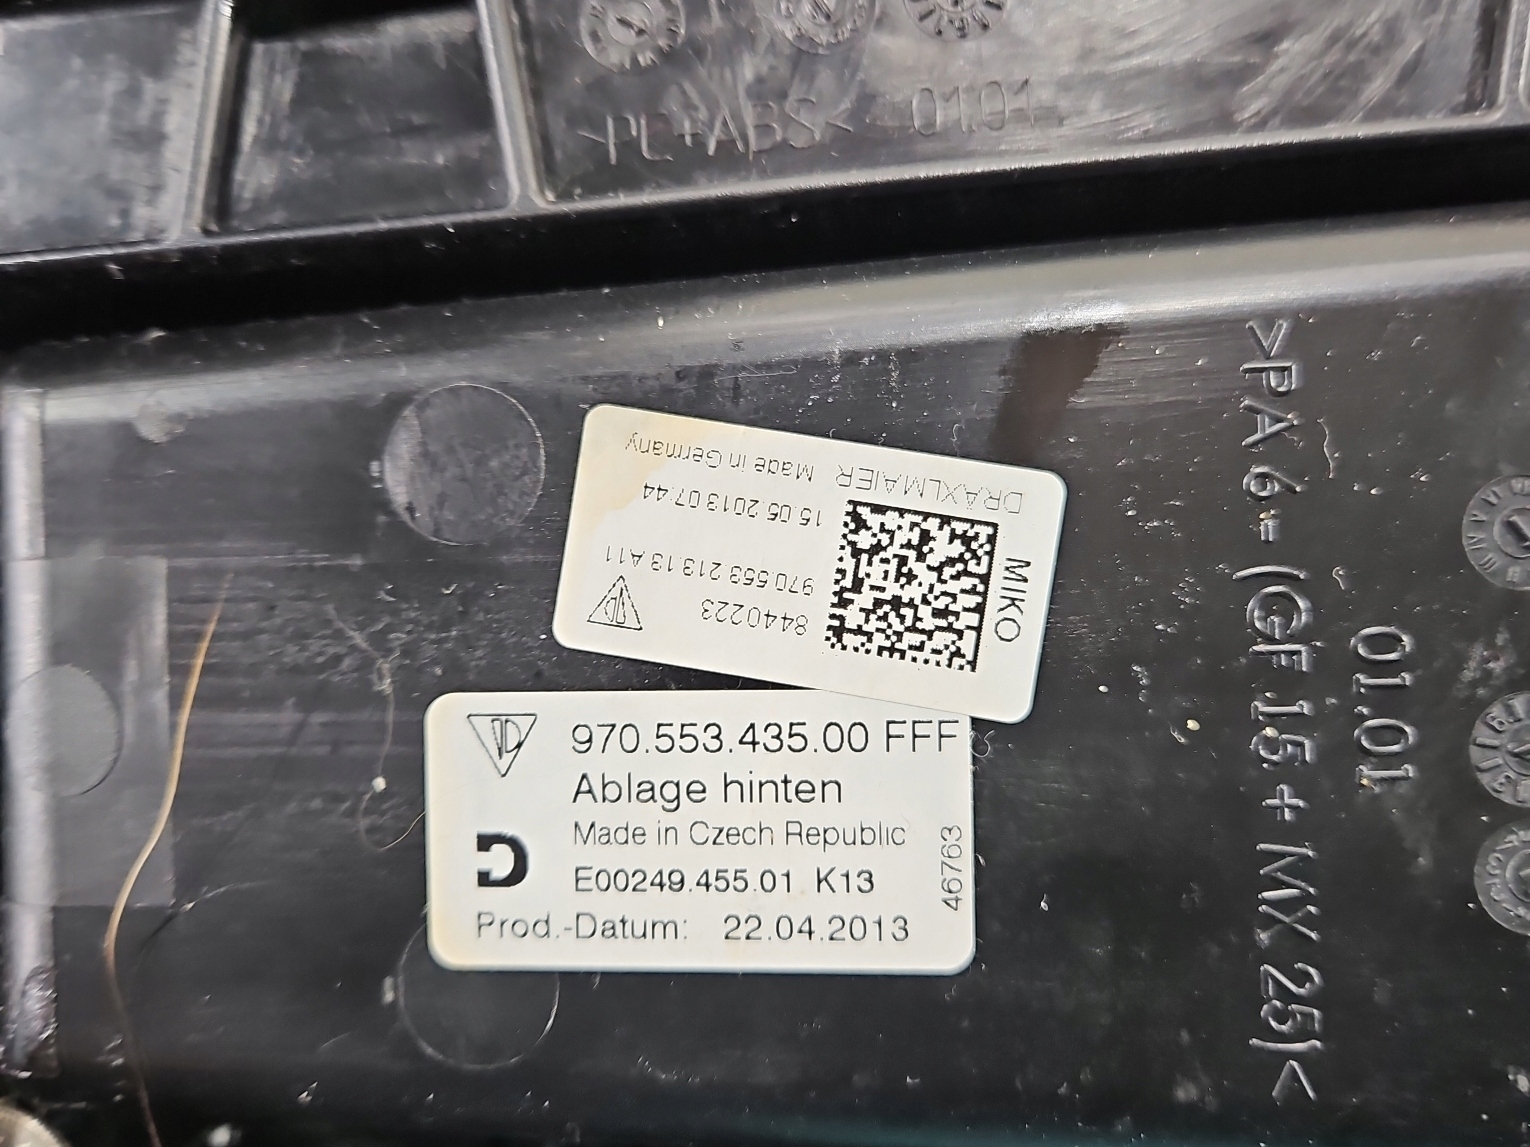 >PC+ABS< 01.01
DRÄXLMAIER Made in Germany
15.05.2013 07:44
970.553 213.13 A11
8440223
MIKO
970.553.435.00 FFF
Ablage hinten
Made in Czech Republic
E00249.455.01 K13
Prod.-Datum: 22.04.2013
46763
>PA 6- (GF 15 + MX 25)<
01.01